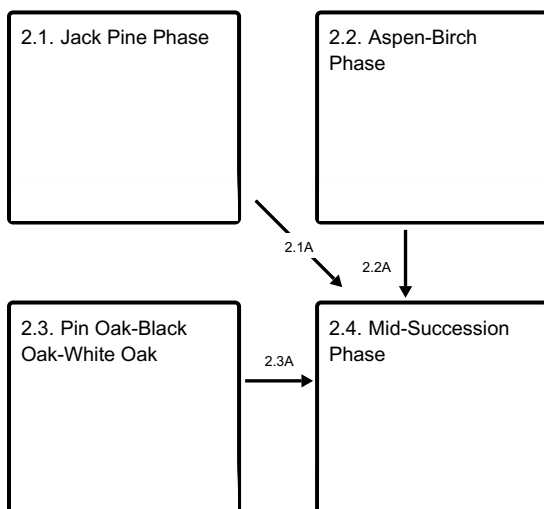 2.1. Jack Pine Phase
2.2. Aspen-Birch
Phase
2.1A
2.2A
2.3. Pin Oak-Black
Oak-White Oak
2.3A
2.4. Mid-Succession
Phase